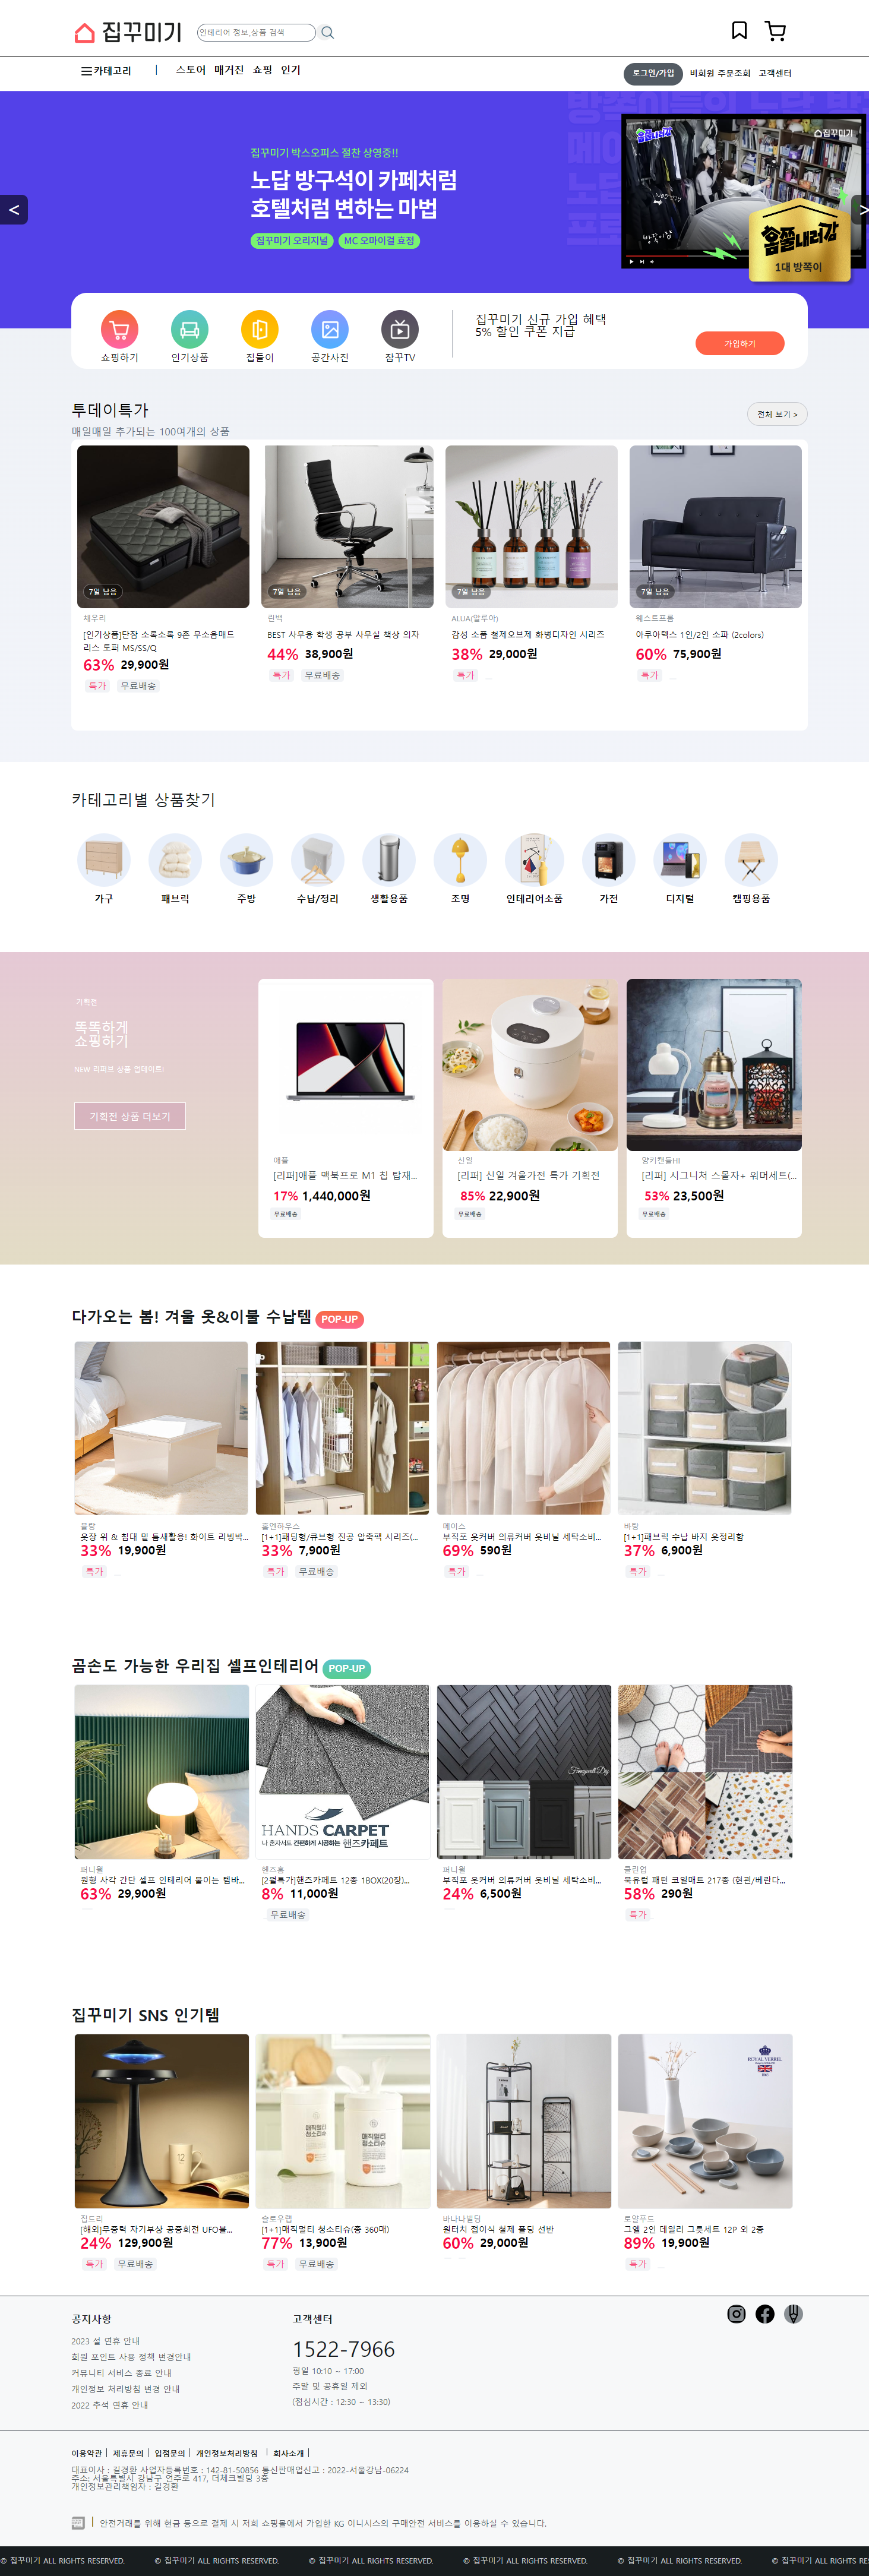 집꾸미기
인테리어 정보,상품 검색
카테고리 | 스토어 매거진 쇼핑 인기
로그인/가입 비회원 주문조회 고객센터
집꾸미기 박스오피스 절찬 상영중!!
노답 방구석이 카페처럼
호텔처럼 변하는 마법
집꾸미기 오리지널 MC 오마이걸 효정
집꾸미기
홈쫄내러갈
1대 방쪽이
< >
쇼핑하기 인기상품 집들이 공간사진 잠꾸TV
집꾸미기 신규 가입 혜택
5% 할인 쿠폰 지급
가입하기
투데이특가
전체 보기 >
매일매일 추가되는 100여개의 상품
7일 남음 7일 남음 7일 남음 7일 남음
채우리
[인기상품]단잠 소록소록 9존 무소음매드
리스 토퍼 MS/SS/Q
63% 29,900원
특가 무료배송
린백
BEST 사무용 학생 공부 사무실 책상 의자
44% 38,900원
특가 무료배송
ALUA(알루아)
감성 소품 철제오브제 화병디자인 시리즈
38% 29,000원
특가
웨스트프롬
아쿠아텍스 1인/2인 소파 (2colors)
60% 75,900원
특가
카테고리별 상품찾기
가구 패브릭 주방 수납/정리 생활용품 조명 인테리어소품 가전 디지털 캠핑용품
기획전
똑똑하게
쇼핑하기
NEW 리퍼브 상품 업데이트!
기획전 상품 더보기
애플
[리퍼]애플 맥북프로 M1 칩 탑재...
17% 1,440,000원
무료배송
신일
[리퍼] 신일 겨울가전 특가 기획전
85% 22,900원
무료배송
양키캔들HI
[리퍼] 시그니처 스몰자+ 워머세트(...
53% 23,500원
무료배송
다가오는 봄! 겨울 옷&이불 수납템 POP-UP
플랑
옷장 위 & 침대 밑 틈새활용! 화이트 리빙박...
33% 19,900원
특가
홈앤하우스
[1+1]패딩형/큐브형 진공 압축팩 시리즈(...
33% 7,900원
특가 무료배송
메이스
부직포 옷커버 의류커버 옷비닐 세탁소비...
69% 590원
특가
바탕
[1+1]패브릭 수납 바지 옷정리함
37% 6,900원
특가
곰손도 가능한 우리집 셀프인테리어 POP-UP
HANDS CARPET
나 혼자서도 간편하게 시공하는 핸즈카페트
퍼니월
원형 사각 간단 셀프 인테리어 붙이는 템바...
63% 29,900원
핸즈홈
[2월특가]핸즈카페트 12종 1BOX(20장)...
8% 11,000원
무료배송
퍼니월
부직포 옷커버 의류커버 옷비닐 세탁소비...
24% 6,500원
클린업
북유럽 패턴 코일매트 217종 (현관/베란다...
58% 290원
특가
집꾸미기 SNS 인기템
매직멀티
청소티슈
매직멀티
청소티슈
ROYAL VERREL
집드리
[해외]무중력 자기부상 공중회전 UFO블...
24% 129,900원
특가 무료배송
슬로우랩
[1+1]매직멀티 청소티슈(총 360매)
77% 13,900원
특가 무료배송
바나나빌딩
원터치 접이식 철제 폴딩 선반
60% 29,000원
로얄푸드
그엘 2인 데일리 그릇세트 12P 외 2종
89% 19,900원
특가
공지사항
2023 설 연휴 안내
회원 포인트 사용 정책 변경안내
커뮤니티 서비스 종료 안내
개인정보 처리방침 변경 안내
2022 추석 연휴 안내
고객센터
1522-7966
평일 10:10 ~ 17:00
주말 및 공휴일 제외
(점심시간 : 12:30 ~ 13:30)
이용약관 | 제휴문의 | 입점문의 | 개인정보처리방침 | 회사소개 |
대표이사 : 길경환 사업자등록번호 : 142-81-50856 통신판매업신고 : 2022-서울강남-06224
주소: 서울특별시 강남구 언주로 417, 더체크빌딩 3층
개인정보관리책임자 : 길경환
| 안전거래를 위해 현금 등으로 결제 시 저희 쇼핑몰에서 가입한 KG 이니시스의 구매안전 서비스를 이용하실 수 있습니다.
© 집꾸미기 ALL RIGHTS RESERVED. © 집꾸미기 ALL RIGHTS RESERVED. © 집꾸미기 ALL RIGHTS RESERVED. © 집꾸미기 ALL RIGHTS RESERVED. © 집꾸미기 ALL RIGHTS RESERVED. © 집꾸미기 ALL RIGHTS RE